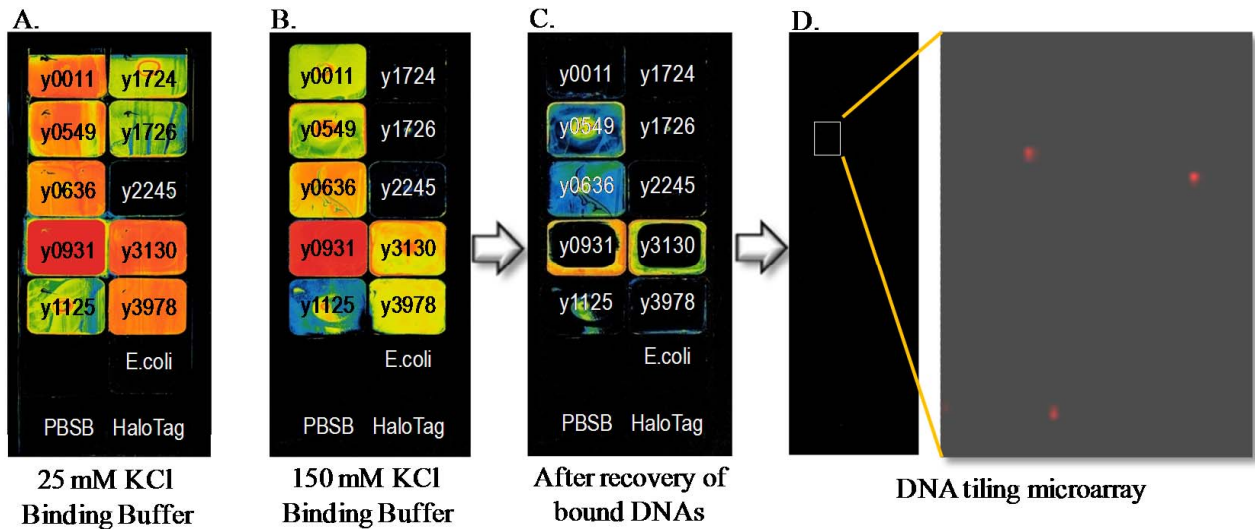 A.
B.
C.
D.
y0011 y1724
y0549 y1726
y0636 y2245
y0931 y3130
y1125 y3978
E.coli
PBSB HaloTag
25 mM KCl
Binding Buffer
y0011 y1724
y0549 y1726
y0636 y2245
y0931 y3130
y1125 y3978
E.coli
PBSB HaloTag
150 mM KCl
Binding Buffer
y0011 y1724
y0549 y1726
y0636 y2245
y0931 y3130
y1125 y3978
E.coli
PBSB HaloTag
After recovery of
bound DNAs
DNA tiling microarray